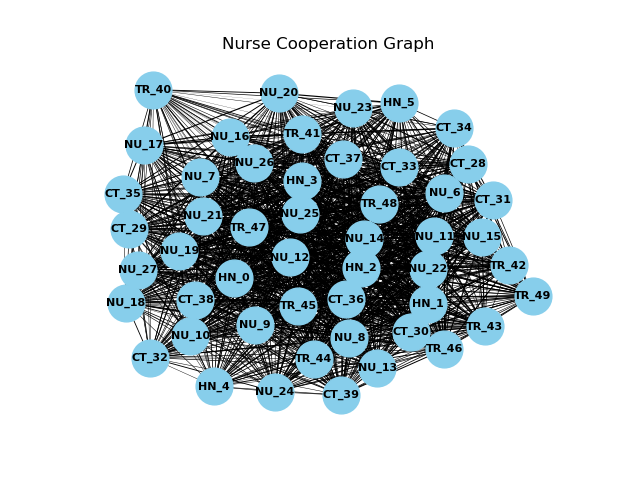 Nurse Cooperation Graph
TR_40
NU_20
HN_5
NU_23
CT_34
NU_16
TR_41
NU_17
CT_37
NU_26
CT_28
CT_33
NU_7
HN_3
CT_35
NU_6
CT_31
TR_48
NU_21
NU_25
TR_47
CT_29
NU_14
NU_11
NU_15
NU_19
NU_12
TR_42
NU_27
HN_2
NU_22
HN_0
TR_49
NU_18
CT_38
TR_45
CT_36
HN_1
NU_9
TR_43
NU_10
CT_30
NU_8
TR_46
CT_32
TR_44
NU_13
HN_4
NU_24
CT_39